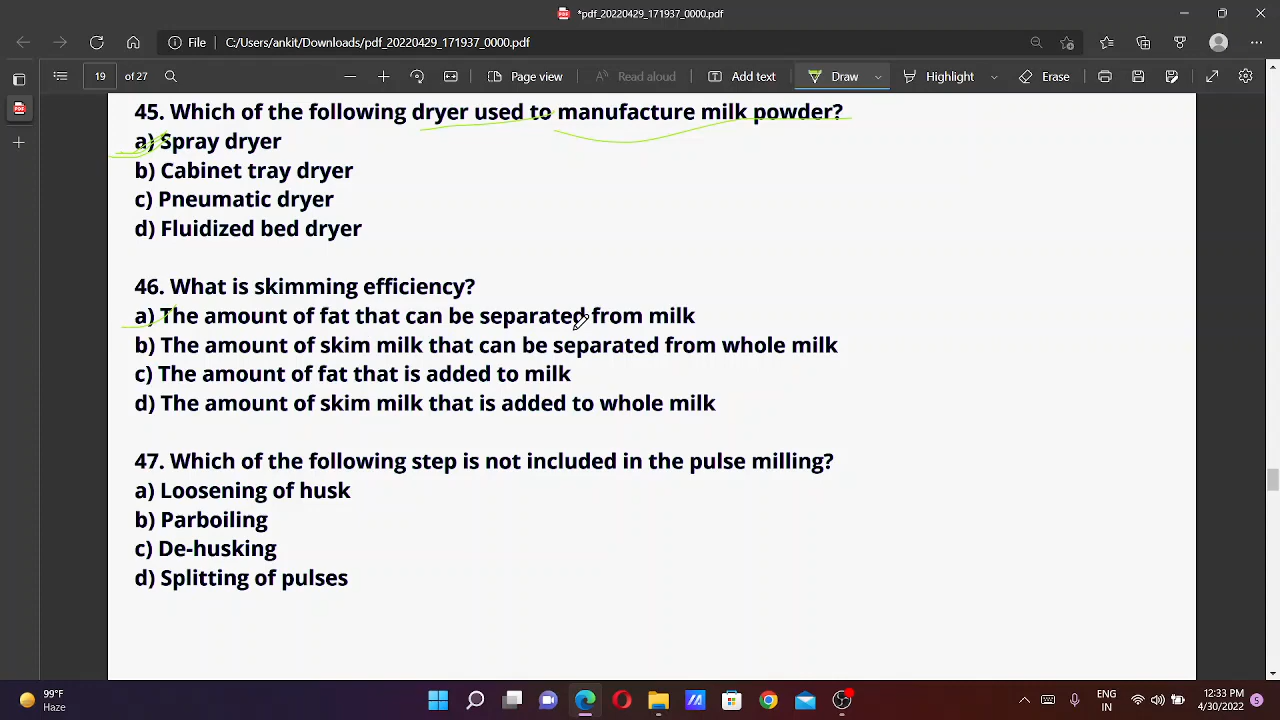 *pdf_20220429_171937_0000.pdf
File C:/Users/ankit/Downloads/pdf_20220429_171937_0000.pdf
19 of 27 Page view Read aloud Add text Draw Highlight Erase
45. Which of the following dryer used to manufacture milk powder?
a) Spray dryer
b) Cabinet tray dryer
c) Pneumatic dryer
d) Fluidized bed dryer
46. What is skimming efficiency?
a) The amount of fat that can be separated from milk
b) The amount of skim milk that can be separated from whole milk
c) The amount of fat that is added to milk
d) The amount of skim milk that is added to whole milk
47. Which of the following step is not included in the pulse milling?
a) Loosening of husk
b) Parboiling
c) De-husking
d) Splitting of pulses
99°F
Haze
ENG
IN
12:33 PM
4/30/2022